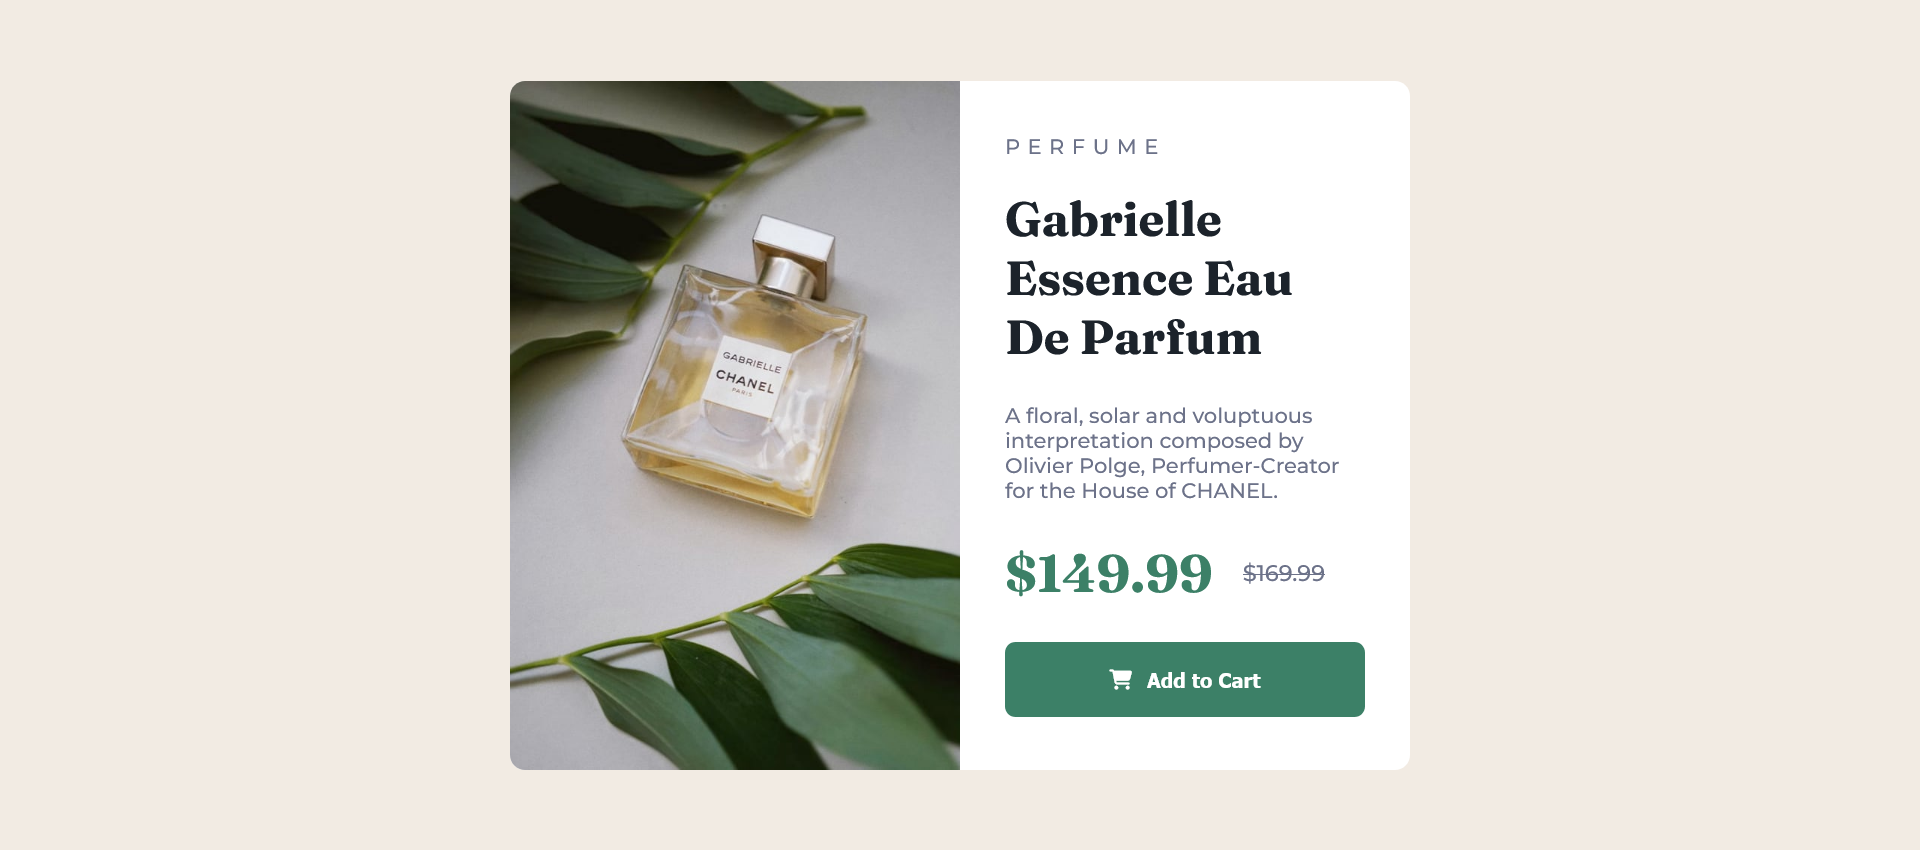 GABRIELLE
CHANEL
PARIS
PERFUME
Gabrielle
Essence Eau
De Parfum
A floral, solar and voluptuous
interpretation composed by
Olivier Polge, Perfumer-Creator
for the House of CHANEL.
$149.99 $169.99
Add to Cart